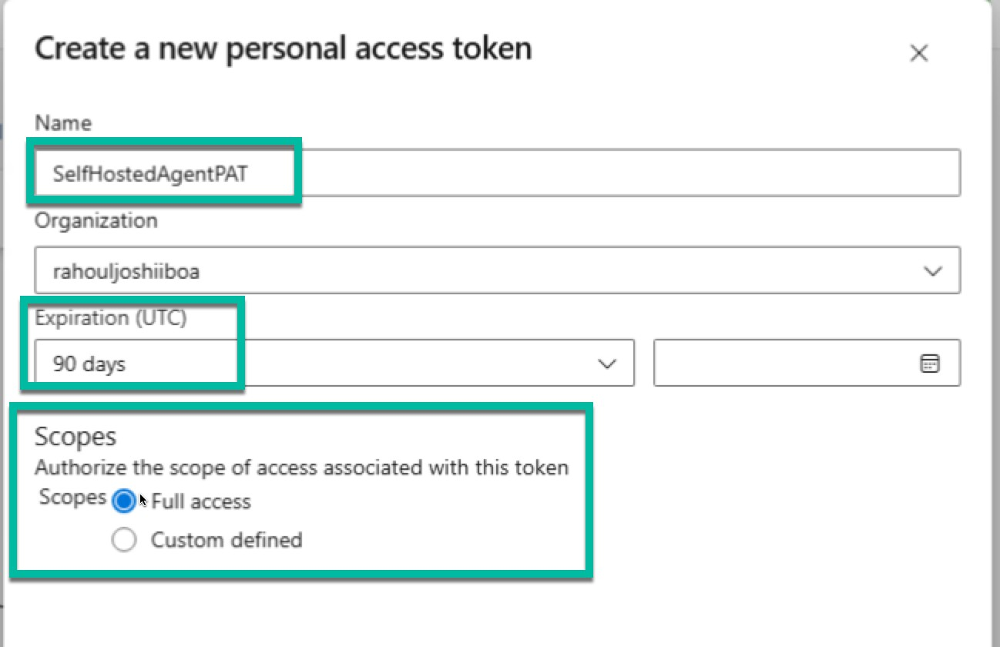 Create a new personal access token
Name
SelfHostedAgentPAT
Organization
rahouljoshiiboa
Expiration (UTC)
90 days
Scopes
Authorize the scope of access associated with this token
Scopes Full access
Custom defined